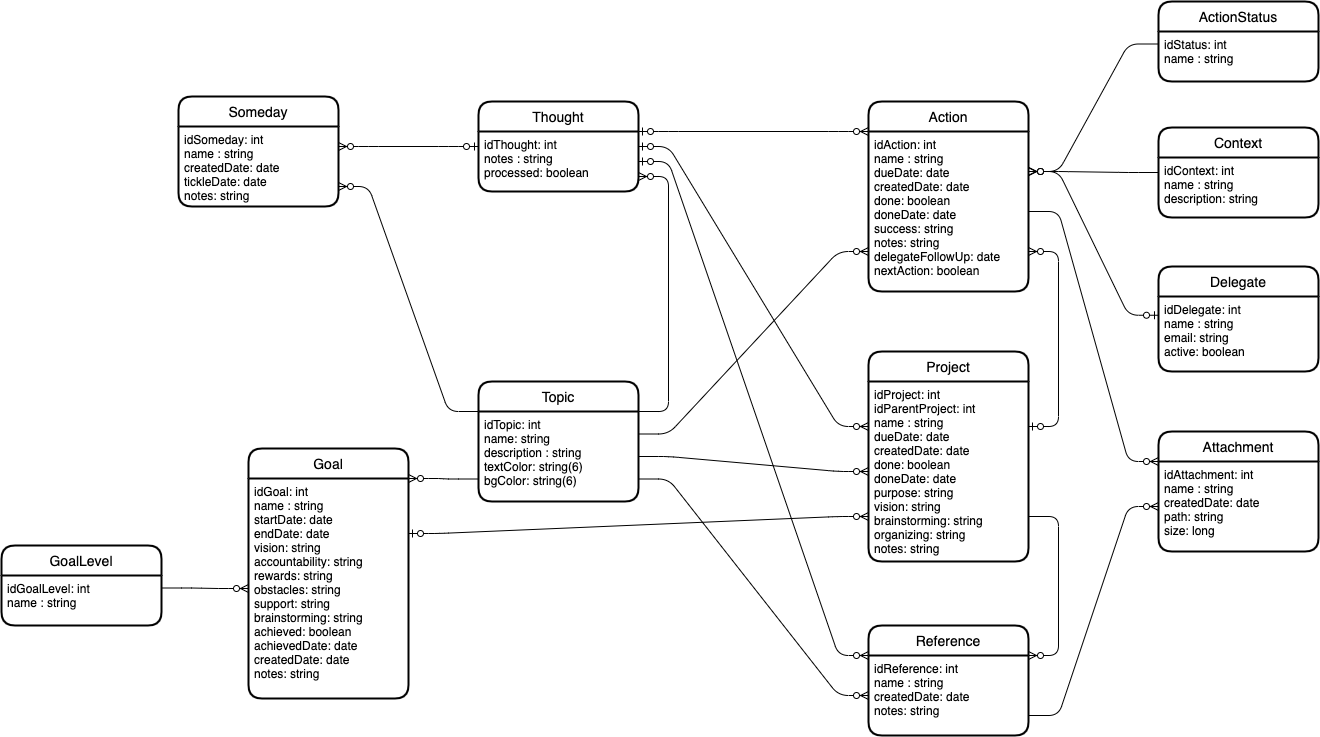 ActionStatus
idStatus: int
name : string
Someday
idSomeday: int
name : string
createdDate: date
tickleDate: date
notes: string
Thought
idThought: int
notes : string
processed: boolean
Action
idAction: int
name : string
dueDate: date
createdDate: date
done: boolean
doneDate: date
success: string
notes: string
delegateFollowUp: date
nextAction: boolean
Context
idContext: int
name : string
description: string
Delegate
idDelegate: int
name : string
email: string
active: boolean
Topic
idTopic: int
name: string
description : string
textColor: string(6)
bgColor: string(6)
Project
idProject: int
idParentProject: int
name : string
dueDate: date
createdDate: date
done: boolean
doneDate: date
purpose: string
vision: string
brainstorming: string
organizing: string
notes: string
Attachment
idAttachment: int
name : string
createdDate: date
path: string
size: long
Goal
idGoal: int
name : string
startDate: date
endDate: date
vision: string
accountability: string
rewards: string
obstacles: string
support: string
brainstorming: string
achieved: boolean
achievedDate: date
createdDate: date
notes: string
GoalLevel
idGoalLevel: int
name : string
Reference
idReference: int
name : string
createdDate: date
notes: string